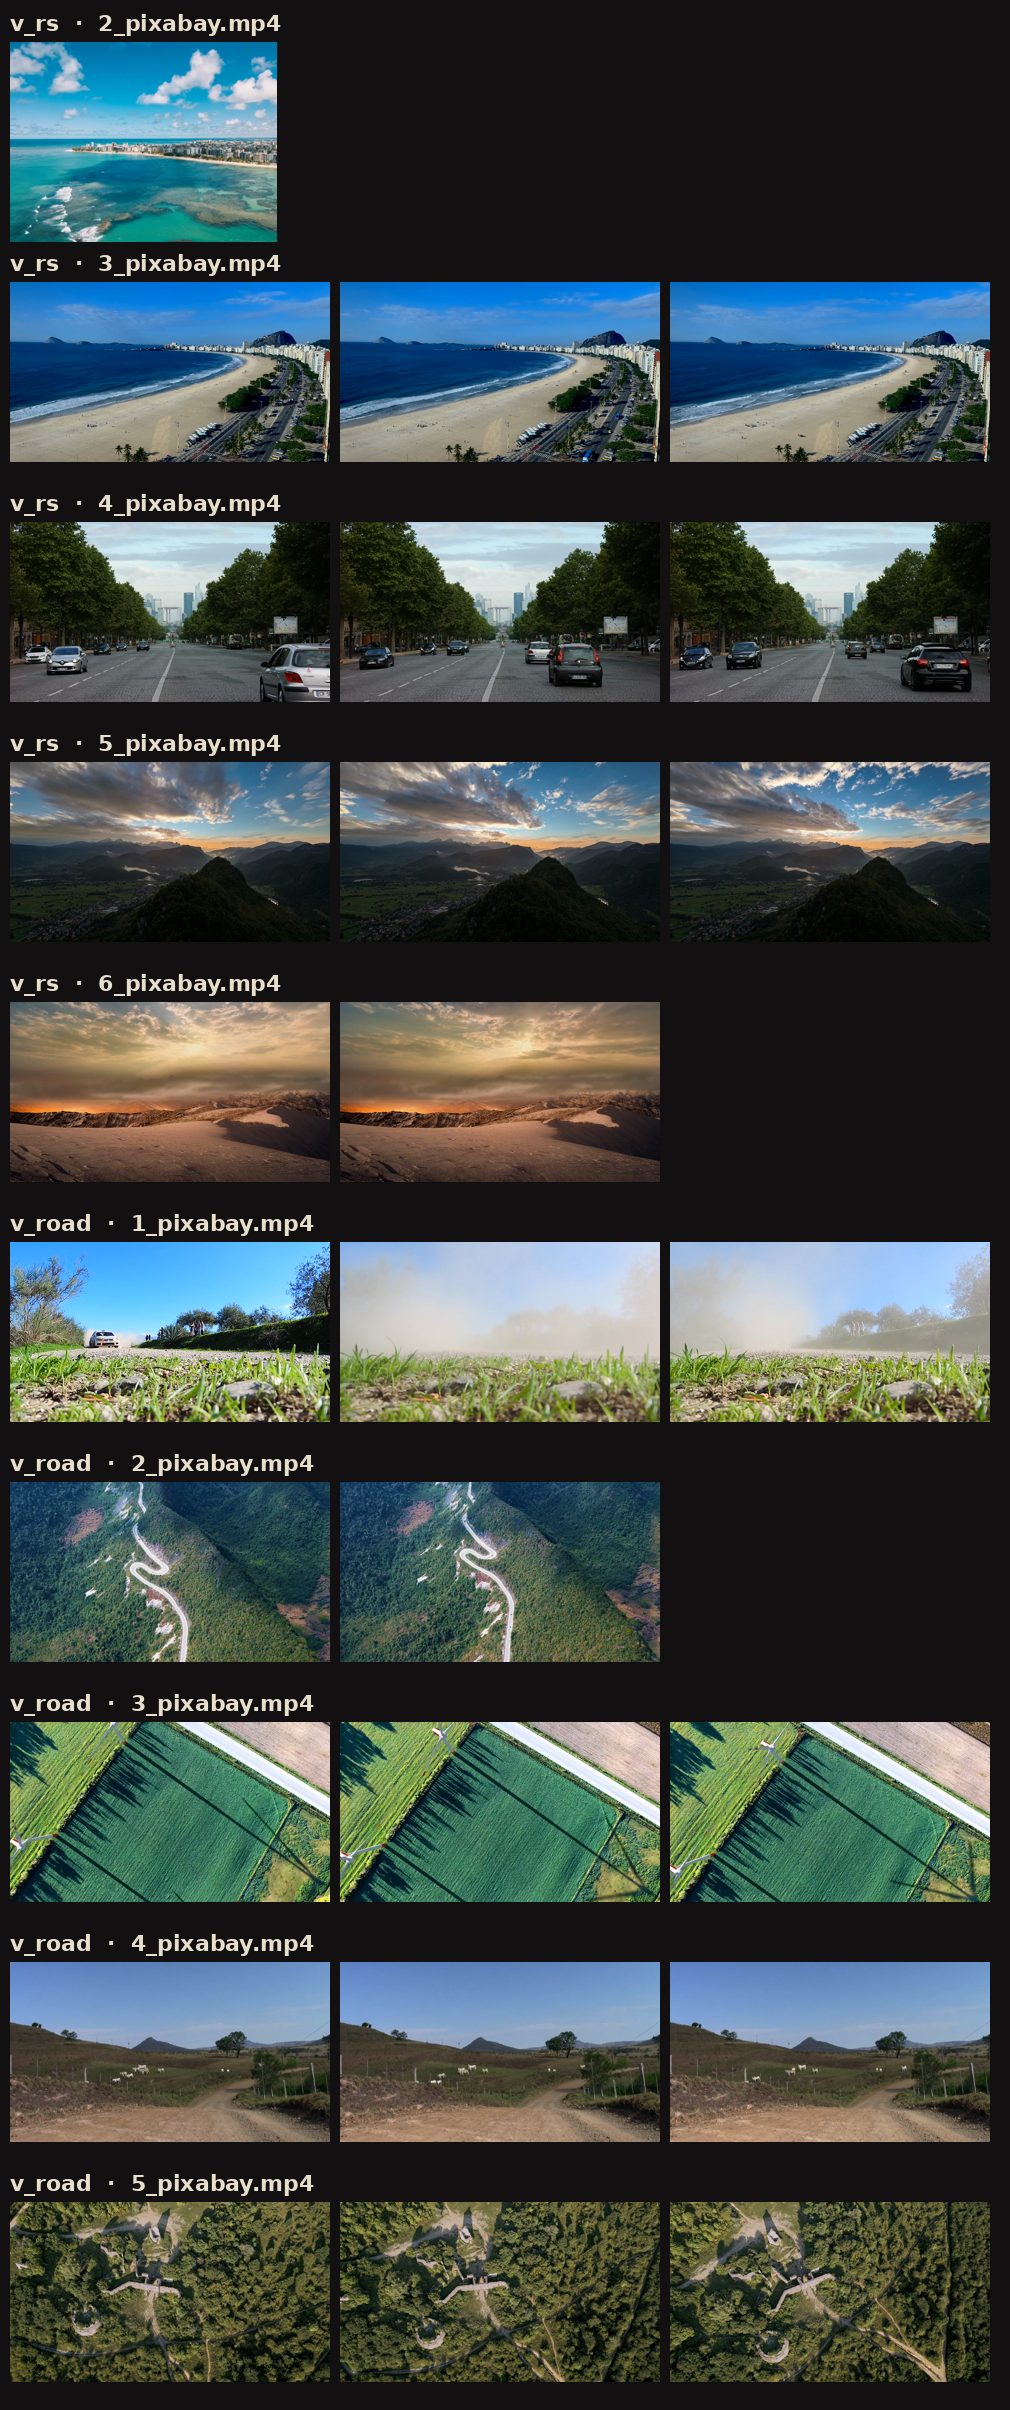 v_rs · 2_pixabay.mp4
v_rs · 3_pixabay.mp4
v_rs · 4_pixabay.mp4
v_rs · 5_pixabay.mp4
v_rs · 6_pixabay.mp4
v_road · 1_pixabay.mp4
v_road · 2_pixabay.mp4
v_road · 3_pixabay.mp4
v_road · 4_pixabay.mp4
v_road · 5_pixabay.mp4